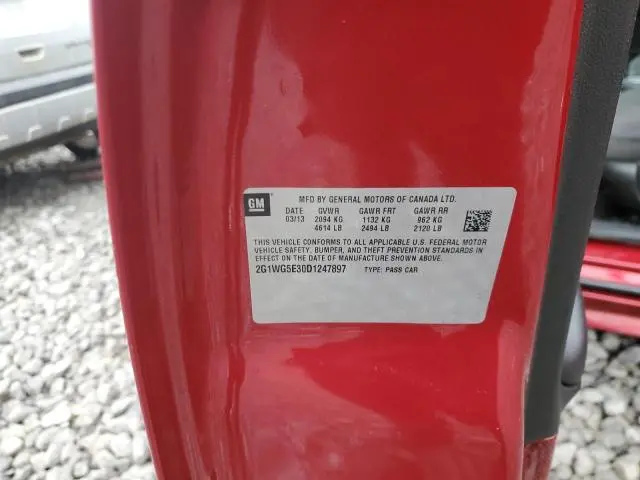 GM
MFD BY GENERAL MOTORS OF CANADA LTD.
DATE GVWR GAWR FRT GAWR RR
03/13 2094 KG 1132 KG 962 KG
4614 LB 2494 LB 2120 LB
THIS VEHICLE CONFORMS TO ALL APPLICABLE U.S. FEDERAL MOTOR
VEHICLE SAFETY, BUMPER, AND THEFT PREVENTION STANDARDS IN
EFFECT ON THE DATE OF MANUFACTURE SHOWN ABOVE.
2G1WG5E30D1247897 TYPE: PASS CAR